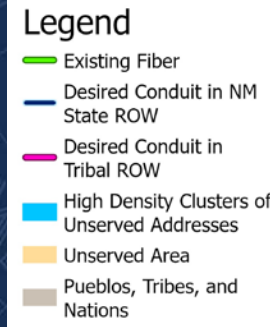 Legend
Existing Fiber
Desired Conduit in NM
State ROW
Desired Conduit in
Tribal ROW
High Density Clusters of
Unserved Addresses
Unserved Area
Pueblos, Tribes, and
Nations